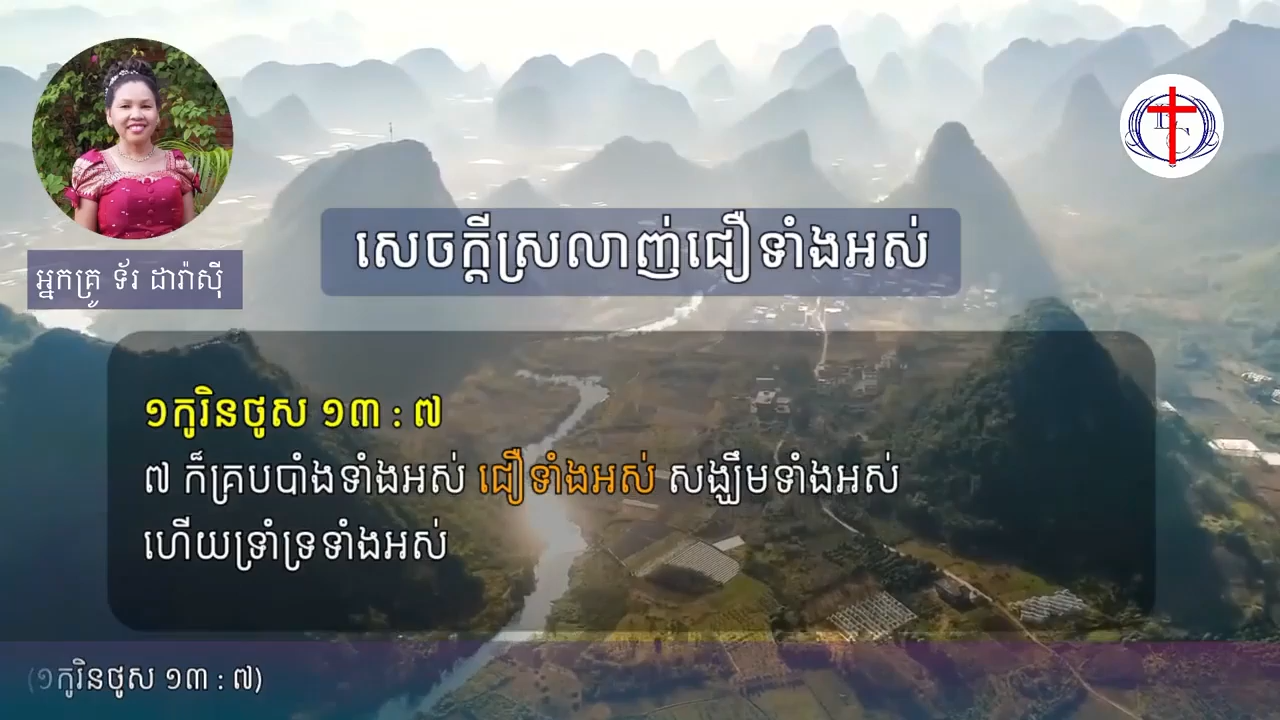 អ្នកគ្រូ ទ័រ ដារ៉ាស៊ី
សេចក្ដីស្រលាញ់ជឿទាំងអស់
១កូរិនថូស ១៣ : ៧
៧ ក៏គ្របបាំងទាំងអស់ ជឿទាំងអស់ សង្ឃឹមទាំងអស់
ហើយទ្រាំទ្រទាំងអស់
(១កូរិនថូស ១៣ : ៧)